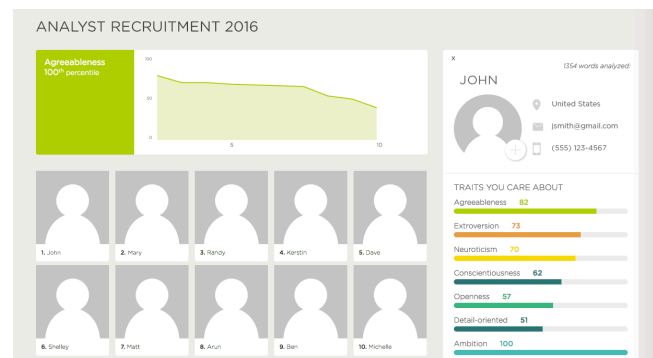 ANALYST RECRUITMENT 2016
Agreeableness
100th percentile
100
50
0
5
10
x
1354 words analyzed:
JOHN
United States
jsmith@gmail.com
(555) 123-4567
1. John
2. Mary
3. Randy
4. Kerstin
5. Dave
6. Shelley
7. Matt
8. Arun
9. Ben
10. Michelle
TRAITS YOU CARE ABOUT
Agreeableness 82
Extroversion 73
Neuroticism 70
Conscientiousness 62
Openness 57
Detail-oriented 51
Ambition 100